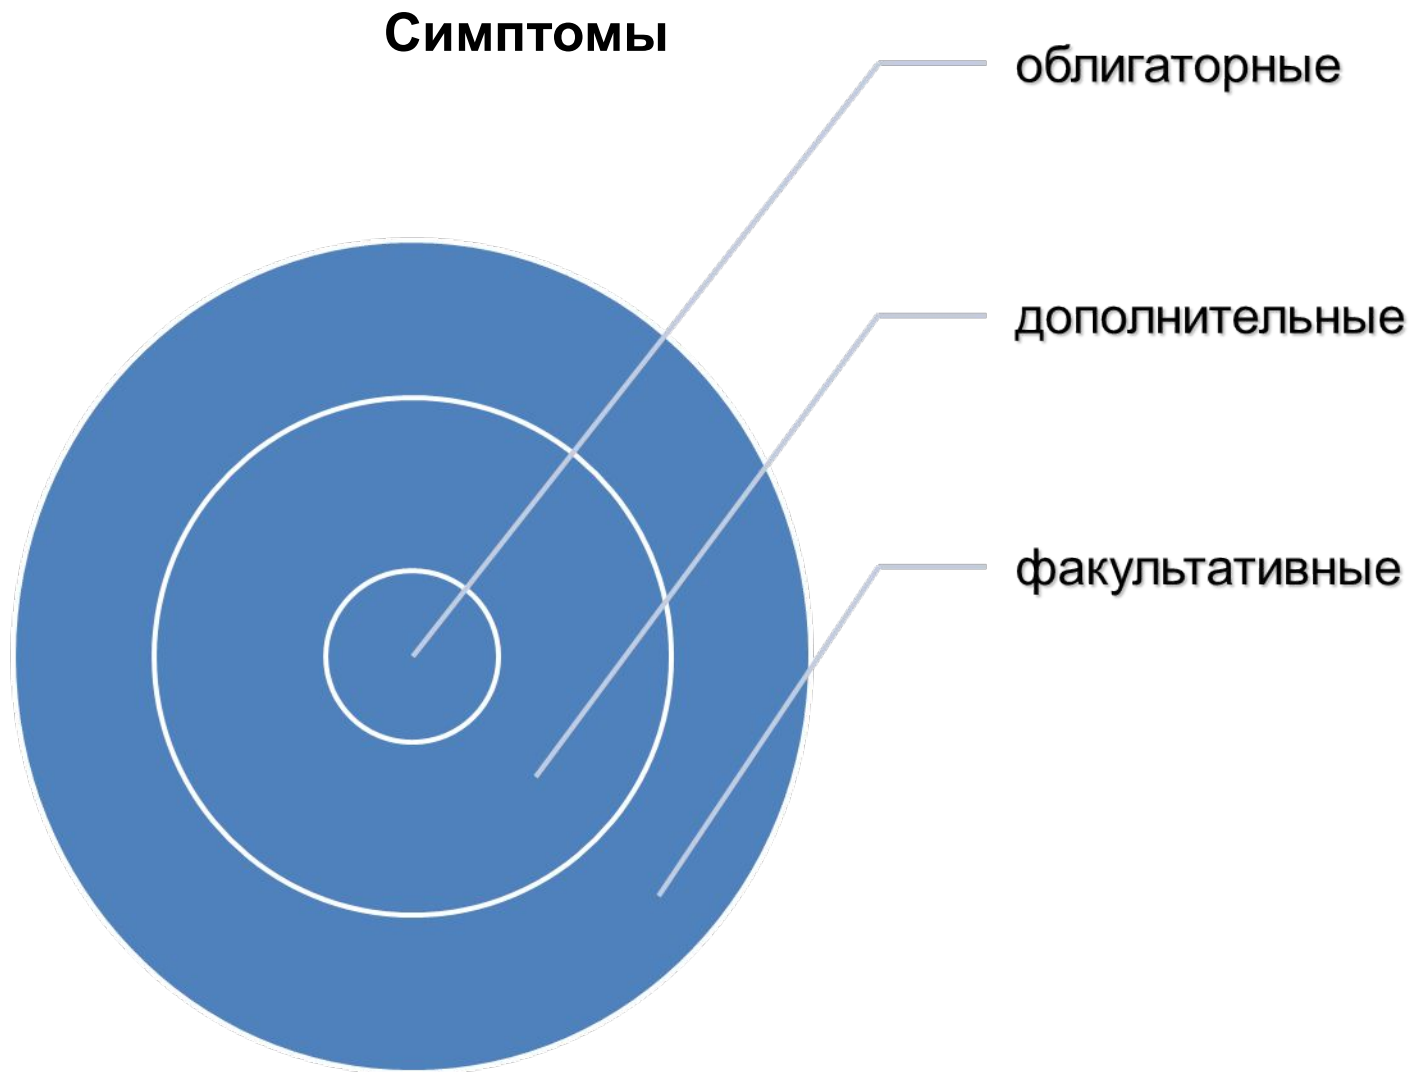 Симптомы
облигаторные
дополнительные
факультативные